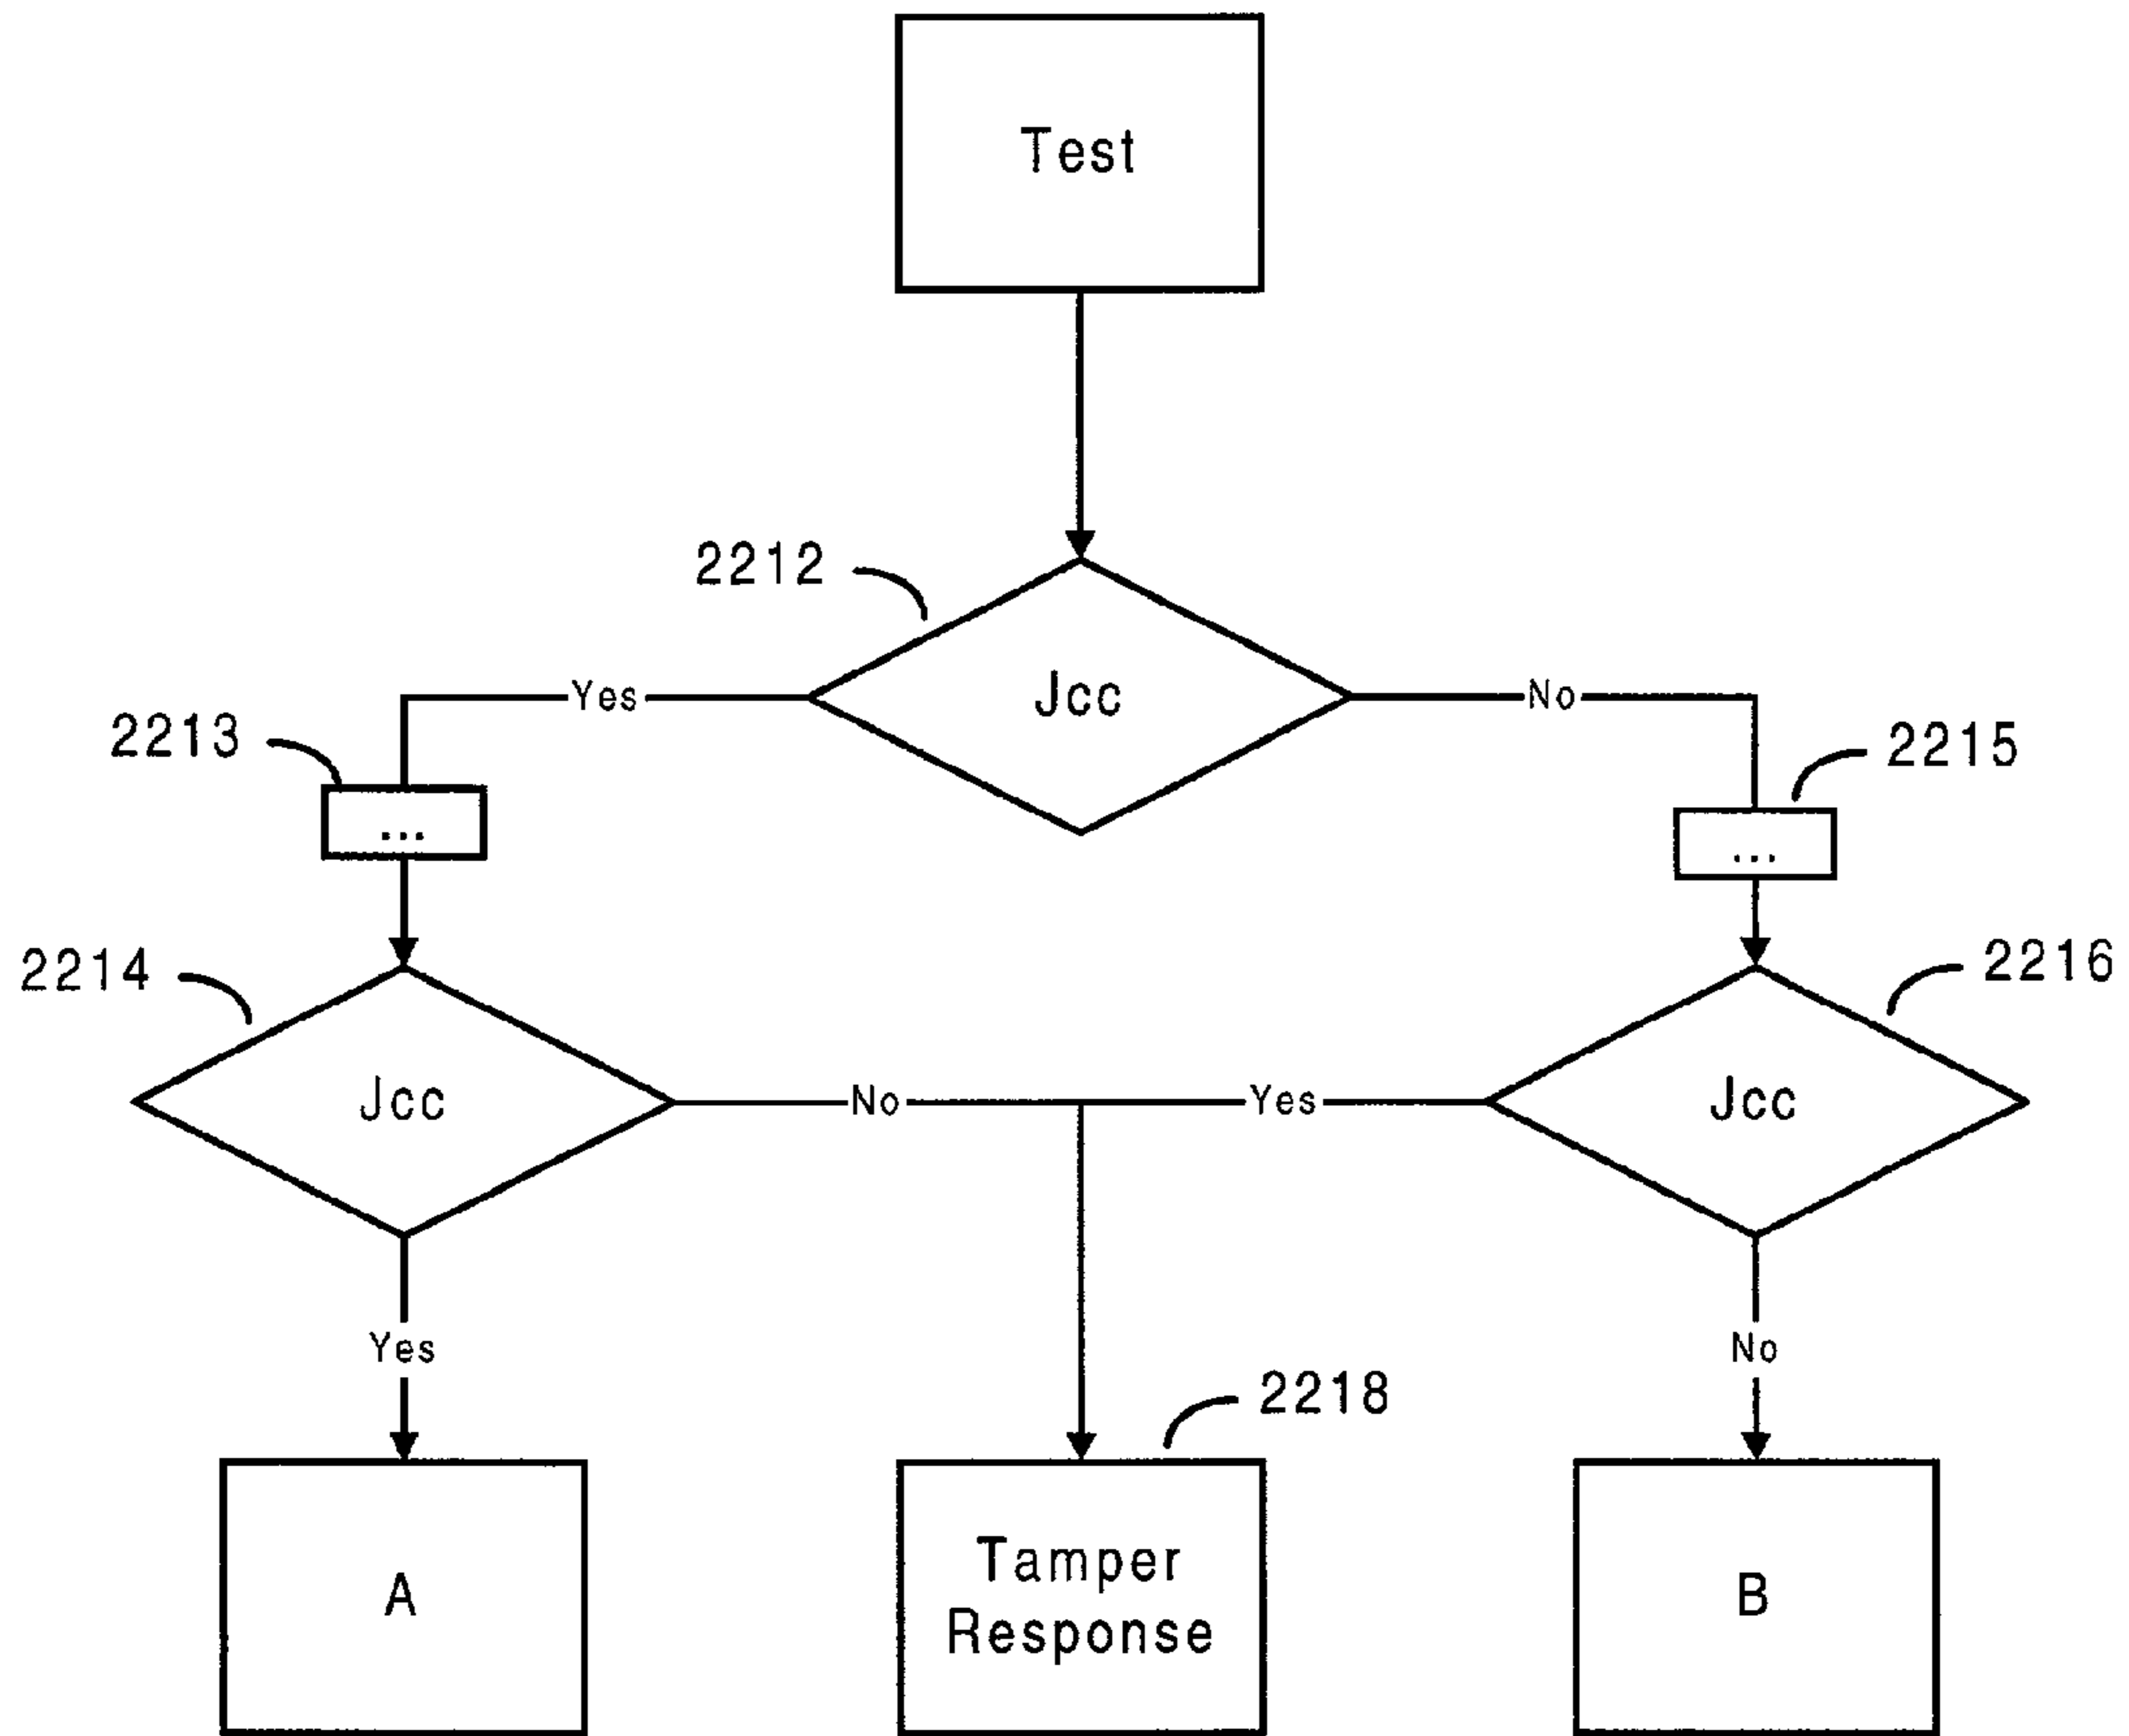 Test
2212
Jcc
Yes
No
2213
...
2215
...
2214
Jcc
No
Yes
2216
Jcc
Yes
No
2218
A
Tamper
Response
B